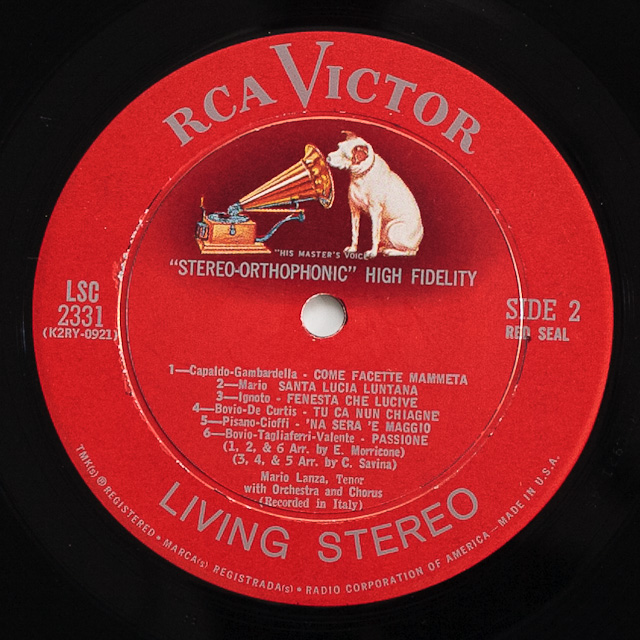 RCA VICTOR
"HIS MASTER'S VOICE"
"STEREO-ORTHOPHONIC" HIGH FIDELITY
LSC
2331
(K2RY-0921)
SIDE 2
RED SEAL
1—Capaldo-Gambardella - COME FACETTE MAMMETA
2—Mario SANTA LUCIA LUNTANA
3—Ignoto - FENESTA CHE LUCIVE
4—Bovio-De Curtis - TU CA NUN CHIAGNE
5—Pisano-Cioffi - 'NA SERA 'E MAGGIO
6—Bovio-Tagliaferri-Valente - PASSIONE
(1, 2, & 6 Arr. by E. Morricone)
(3, 4, & 5 Arr. by C. Savina)
Mario Lanza, Tenor
with Orchestra and Chorus
(Recorded in Italy)
LIVING STEREO
TMK(s) ® REGISTERED • MARCA(s) REGISTRADA(s) • RADIO CORPORATION OF AMERICA — MADE IN U.S.A.